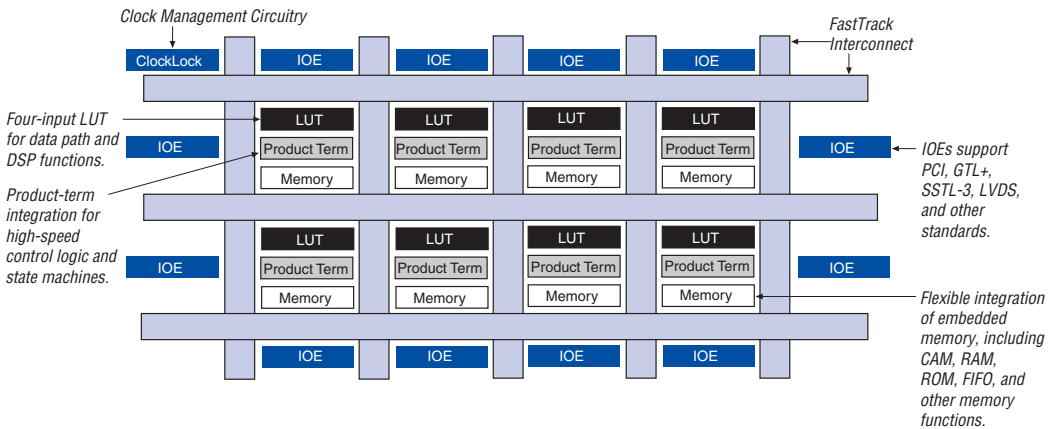 Clock Management Circuitry
FastTrack
Interconnect
ClockLock
IOE
IOE
IOE
IOE
Four-input LUT
for data path and
DSP functions.
LUT
LUT
LUT
LUT
IOE
Product Term
Product Term
Product Term
Product Term
IOE
IOEs support
PCI, GTL+,
SSTL-3, LVDS,
and other
standards.
Memory
Memory
Memory
Memory
Product-term
integration for
high-speed
control logic and
state machines.
LUT
LUT
LUT
LUT
IOE
Product Term
Product Term
Product Term
Product Term
IOE
Memory
Memory
Memory
Memory
Flexible integration
of embedded
memory, including
CAM, RAM,
ROM, FIFO, and
other memory
functions.
IOE
IOE
IOE
IOE